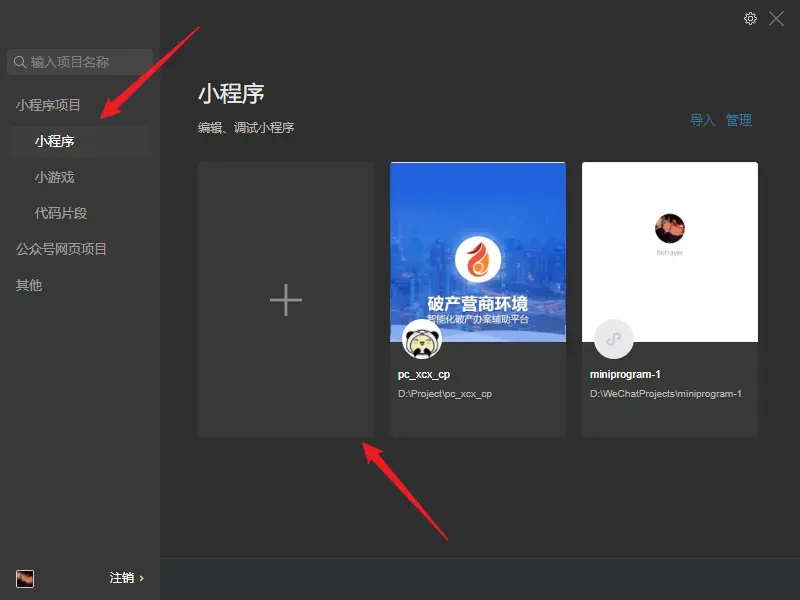 输入项目名称
小程序项目
小程序
小游戏
代码片段
公众号网页项目
其他
注销
小程序
编辑、调试小程序
导入 管理
破产营商环境
智能化破产办案辅助平台
pc_xcx_cp
D:\Project\pc_xcx_cp
Betrayer
miniprogram-1
D:\WeChatProjects\miniprogram-1